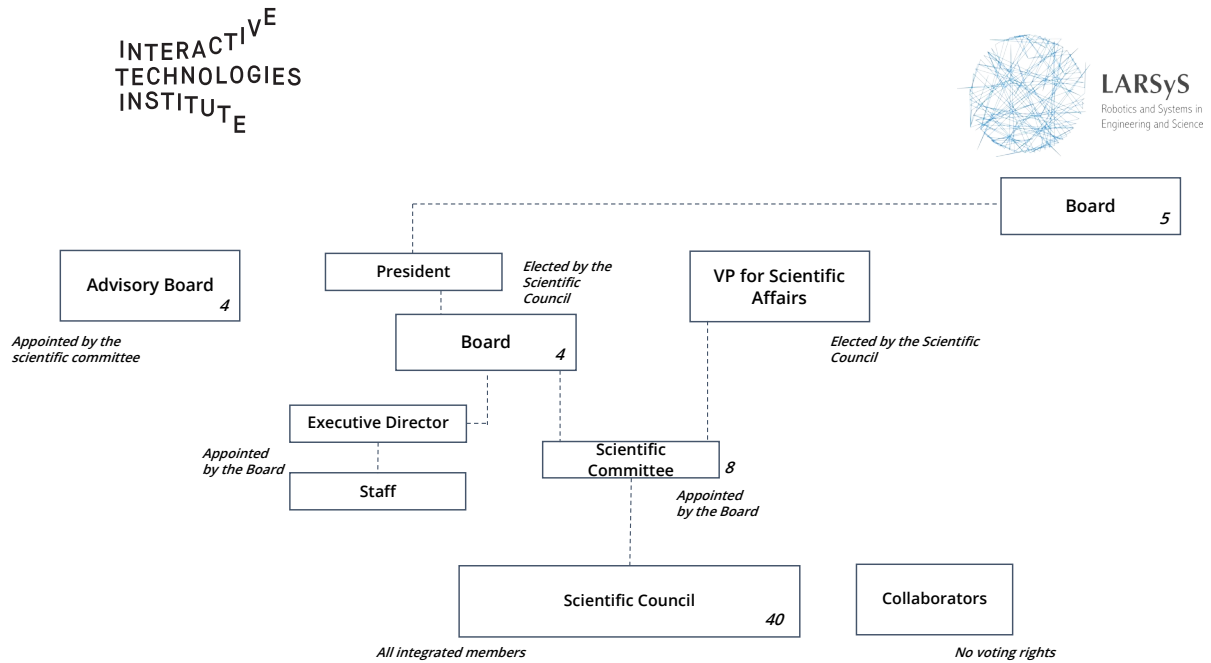 INTERACTIVE
TECHNOLOGIES
INSTITUTE
LARSyS
Robotics and Systems in
Engineering and Science
Board
5
Advisory Board
4
Appointed by the
scientific committee
President
Elected by the
Scientific
Council
Board
4
VP for Scientific
Affairs
Elected by the Scientific
Council
Executive Director
Appointed
by the Board
Staff
Scientific
Committee
8
Appointed
by the Board
Scientific Council
40
All integrated members
Collaborators
No voting rights